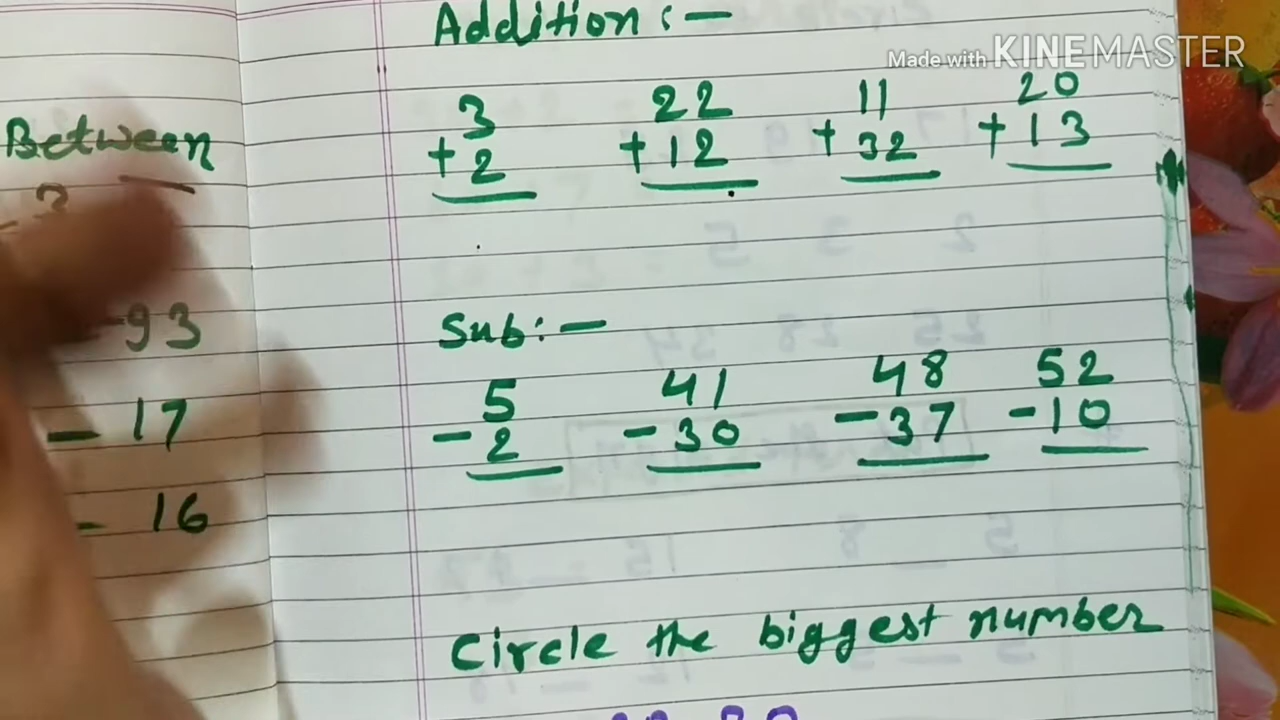 Made with KINEMASTER
Between
3
93
- 17
- 16
Addition :-
3 22 11 20
+2 +12 +32 +13
Sub :-
5 41 48 52
-2 -30 -37 -10
Circle the biggest number